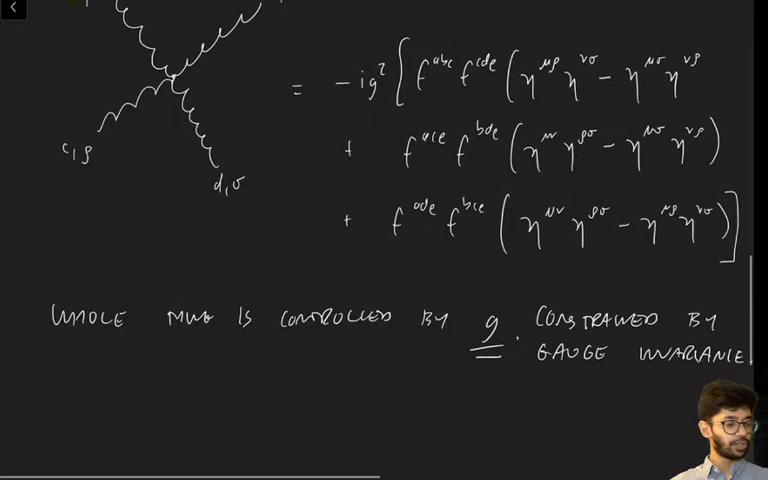 = -ig² [ f^{abe} f^{cde} ( η^{μρ} η^{νσ} - η^{μσ} η^{νρ}
+ f^{ace} f^{bde} ( η^{μν} η^{ρσ} - η^{μσ} η^{νρ} )
c,ρ
d,σ
+ f^{ade} f^{bce} ( η^{μν} η^{ρσ} - η^{μρ} η^{νσ} ) ]
WHOLE IS CONTROLLED BY g. CONSTRAINED BY
GAUGE INVARIANCE